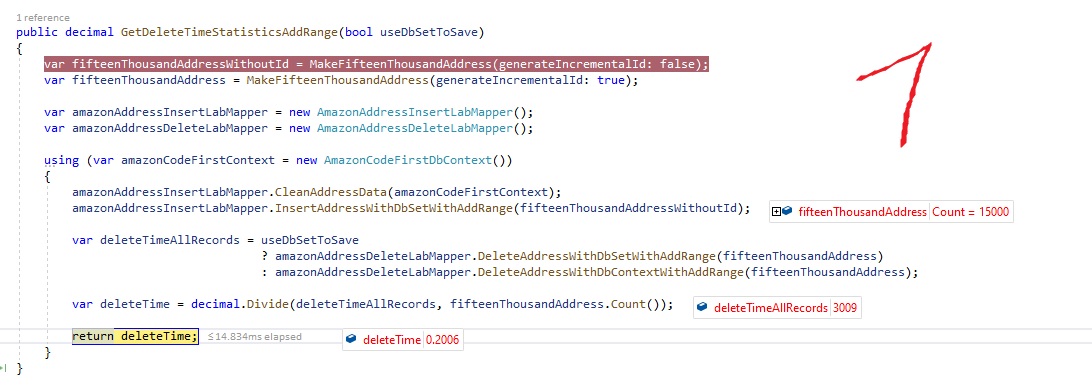 1 reference
public decimal GetDeleteTimeStatisticsAddRange(bool useDbSetToSave)
{
var fifteenThousandAddressWithoutId = MakeFifteenThousandAddress(generateIncrementalId: false);
var fifteenThousandAddress = MakeFifteenThousandAddress(generateIncrementalId: true);
var amazonAddressInsertLabMapper = new AmazonAddressInsertLabMapper();
var amazonAddressDeleteLabMapper = new AmazonAddressDeleteLabMapper();
using (var amazonCodeFirstContext = new AmazonCodeFirstDbContext())
{
amazonAddressInsertLabMapper.CleanAddressData(amazonCodeFirstContext);
amazonAddressInsertLabMapper.InsertAddressWithDbSetWithAddRange(fifteenThousandAddressWithoutId); fifteenThousandAddress Count = 15000
var deleteTimeAllRecords = useDbSetToSave
? amazonAddressDeleteLabMapper.DeleteAddressWithDbSetWithAddRange(fifteenThousandAddress)
: amazonAddressDeleteLabMapper.DeleteAddressWithDbContextWithAddRange(fifteenThousandAddress);
var deleteTime = decimal.Divide(deleteTimeAllRecords, fifteenThousandAddress.Count()); deleteTimeAllRecords 3009
return deleteTime; ≤14.834ms elapsed deleteTime 0.2006
}
}
1